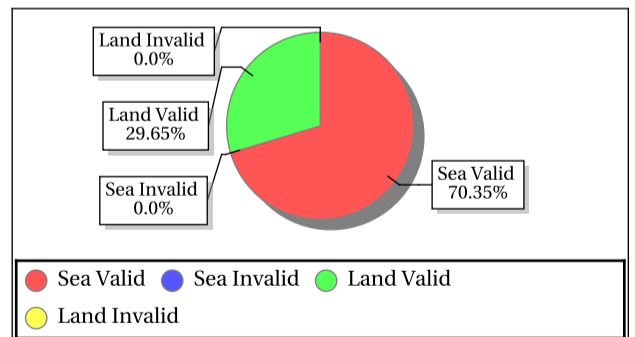 Land Invalid
0.0%
Land Valid
29.65%
Sea Invalid
0.0%
Sea Valid
70.35%
Sea Valid Sea Invalid Land Valid
Land Invalid